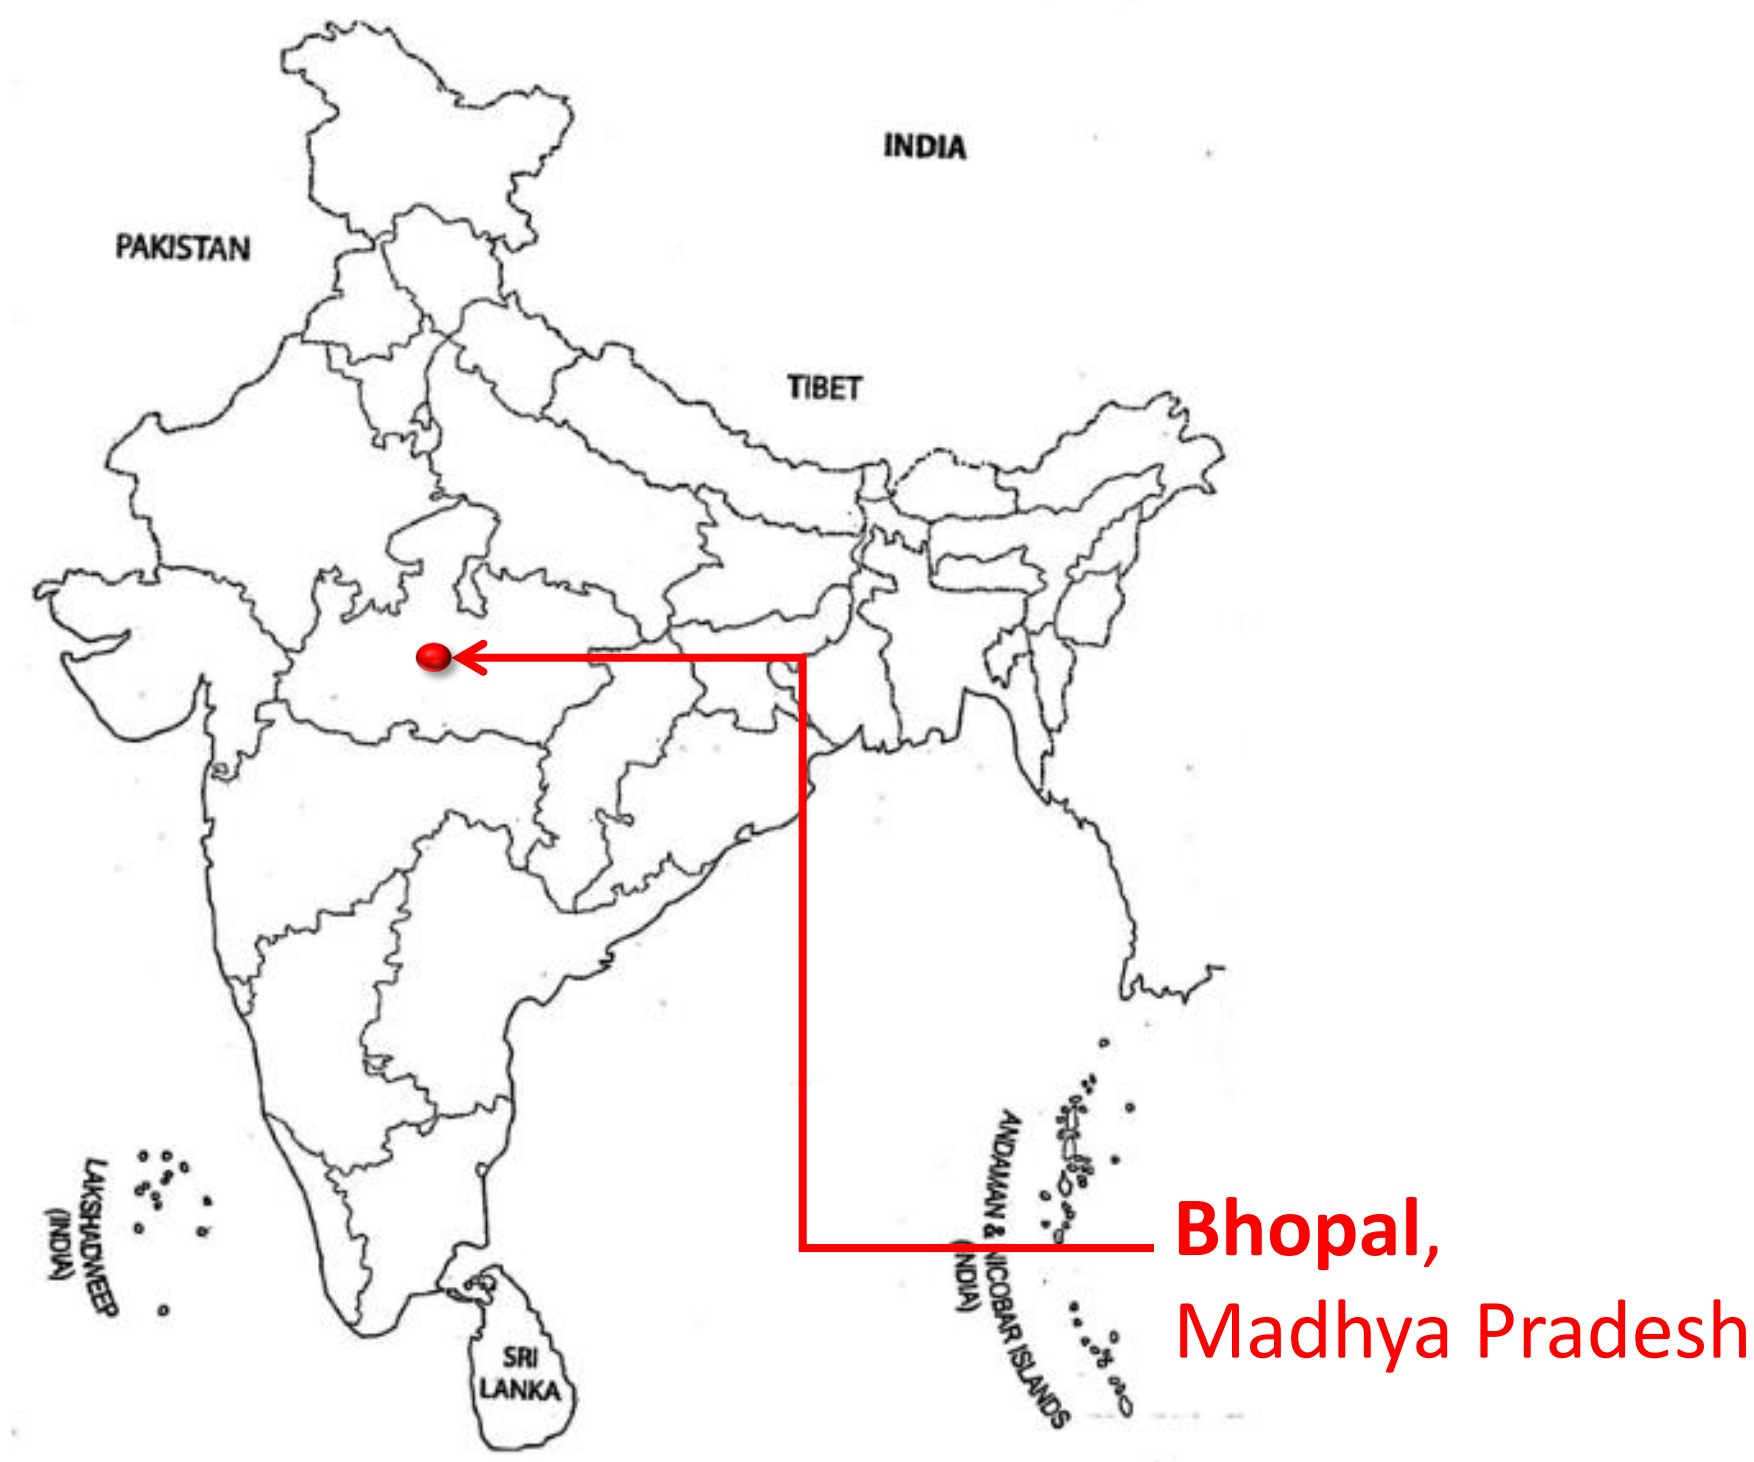 INDIA
PAKISTAN
TIBET
LAKSHADWEEP
(INDIA)
ANDAMAN & NICOBAR ISLANDS
(INDIA)
SRI
LANKA
Bhopal,
Madhya Pradesh